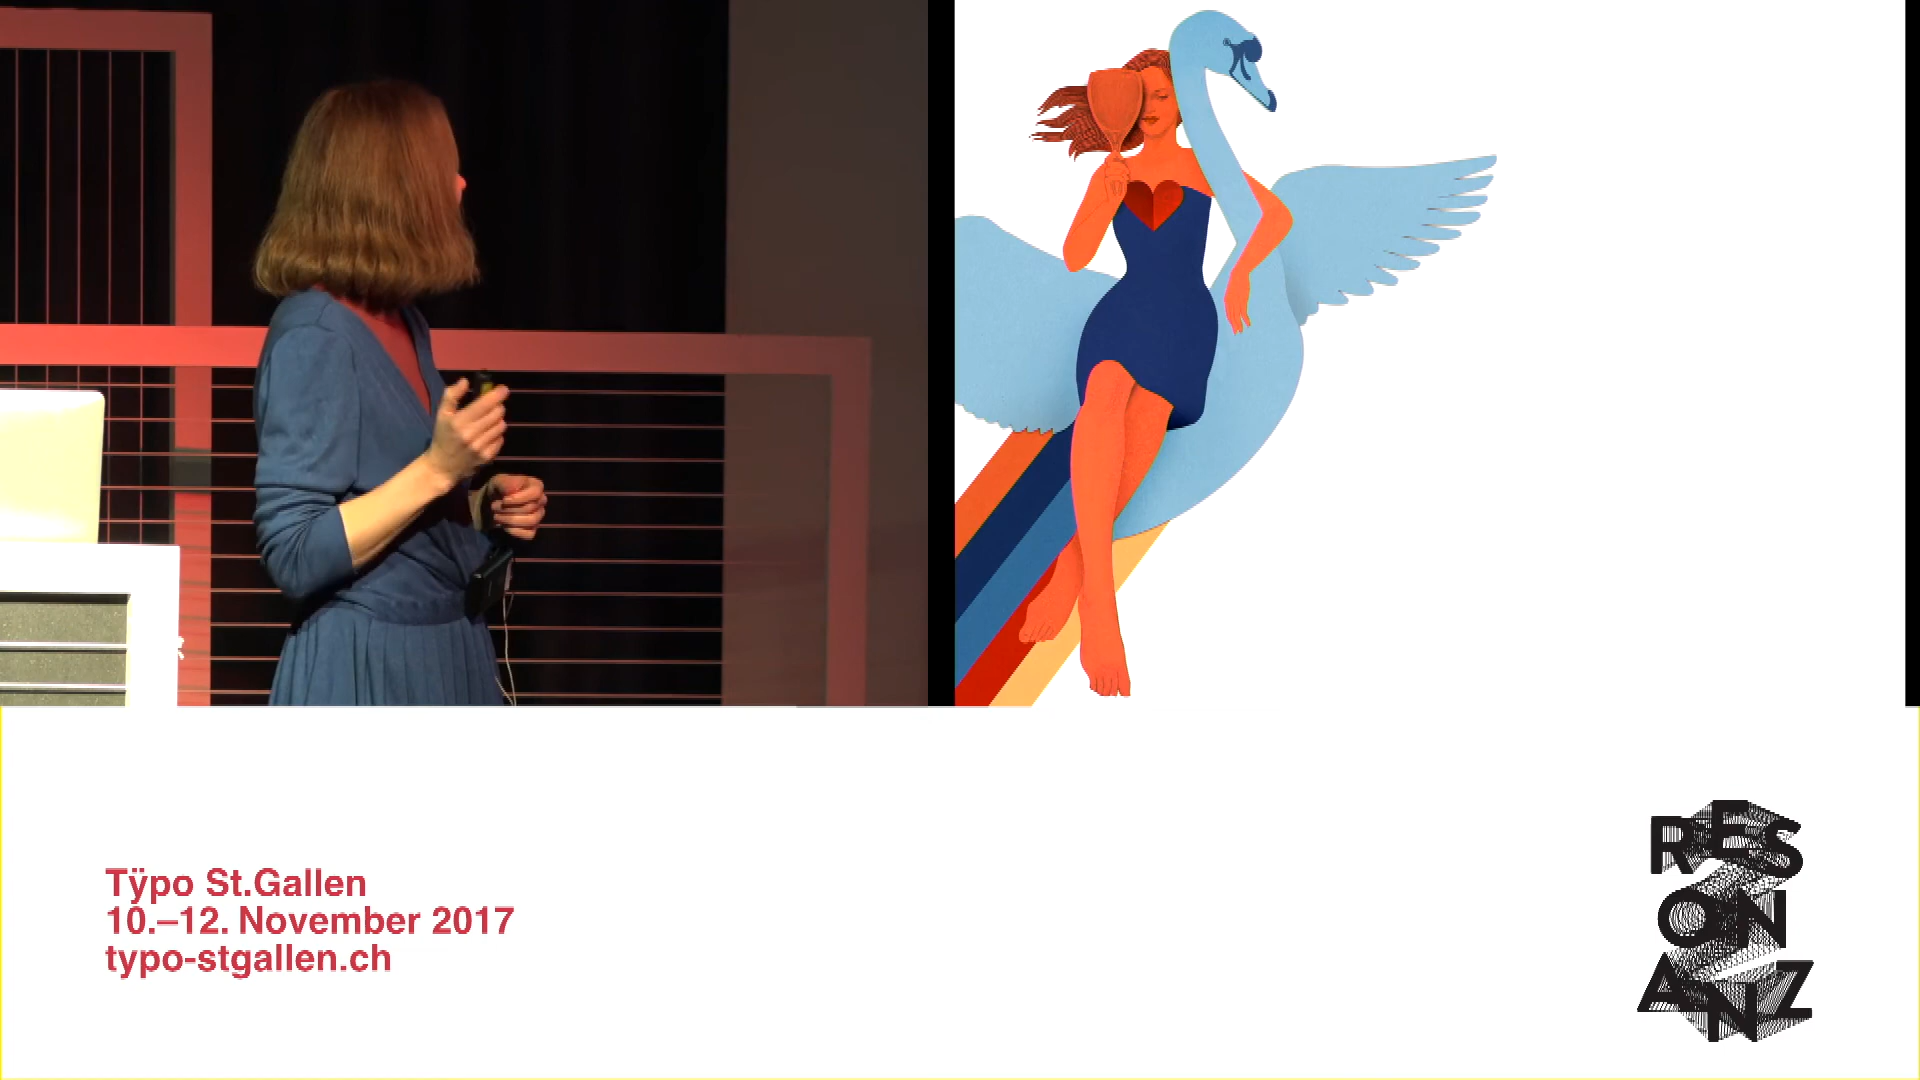 Tÿpo St.Gallen
10.–12. November 2017
typo-stgallen.ch
RES
ON
ANZ